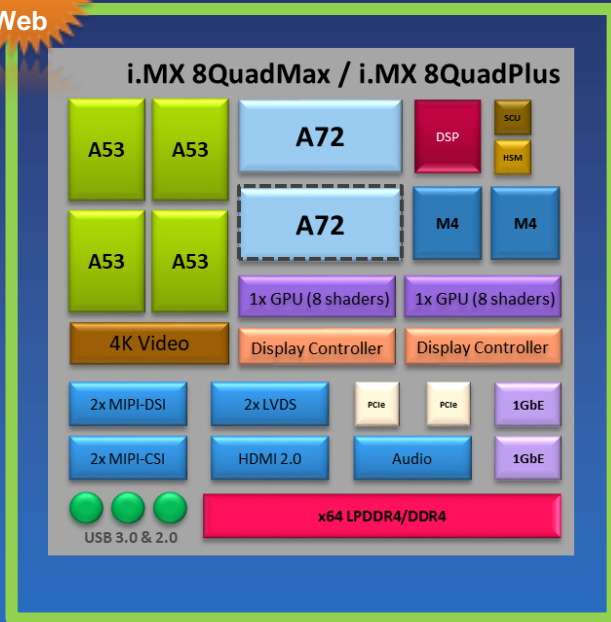 Web
i.MX 8QuadMax / i.MX 8QuadPlus
A53
A53
A72
DSP
SCU
HSM
A53
A53
A72
M4
M4
1x GPU (8 shaders)
1x GPU (8 shaders)
4K Video
Display Controller
Display Controller
2x MIPI-DSI
2x LVDS
PCIe
PCIe
1GbE
2x MIPI-CSI
HDMI 2.0
Audio
1GbE
USB 3.0 & 2.0
x64 LPDDR4/DDR4